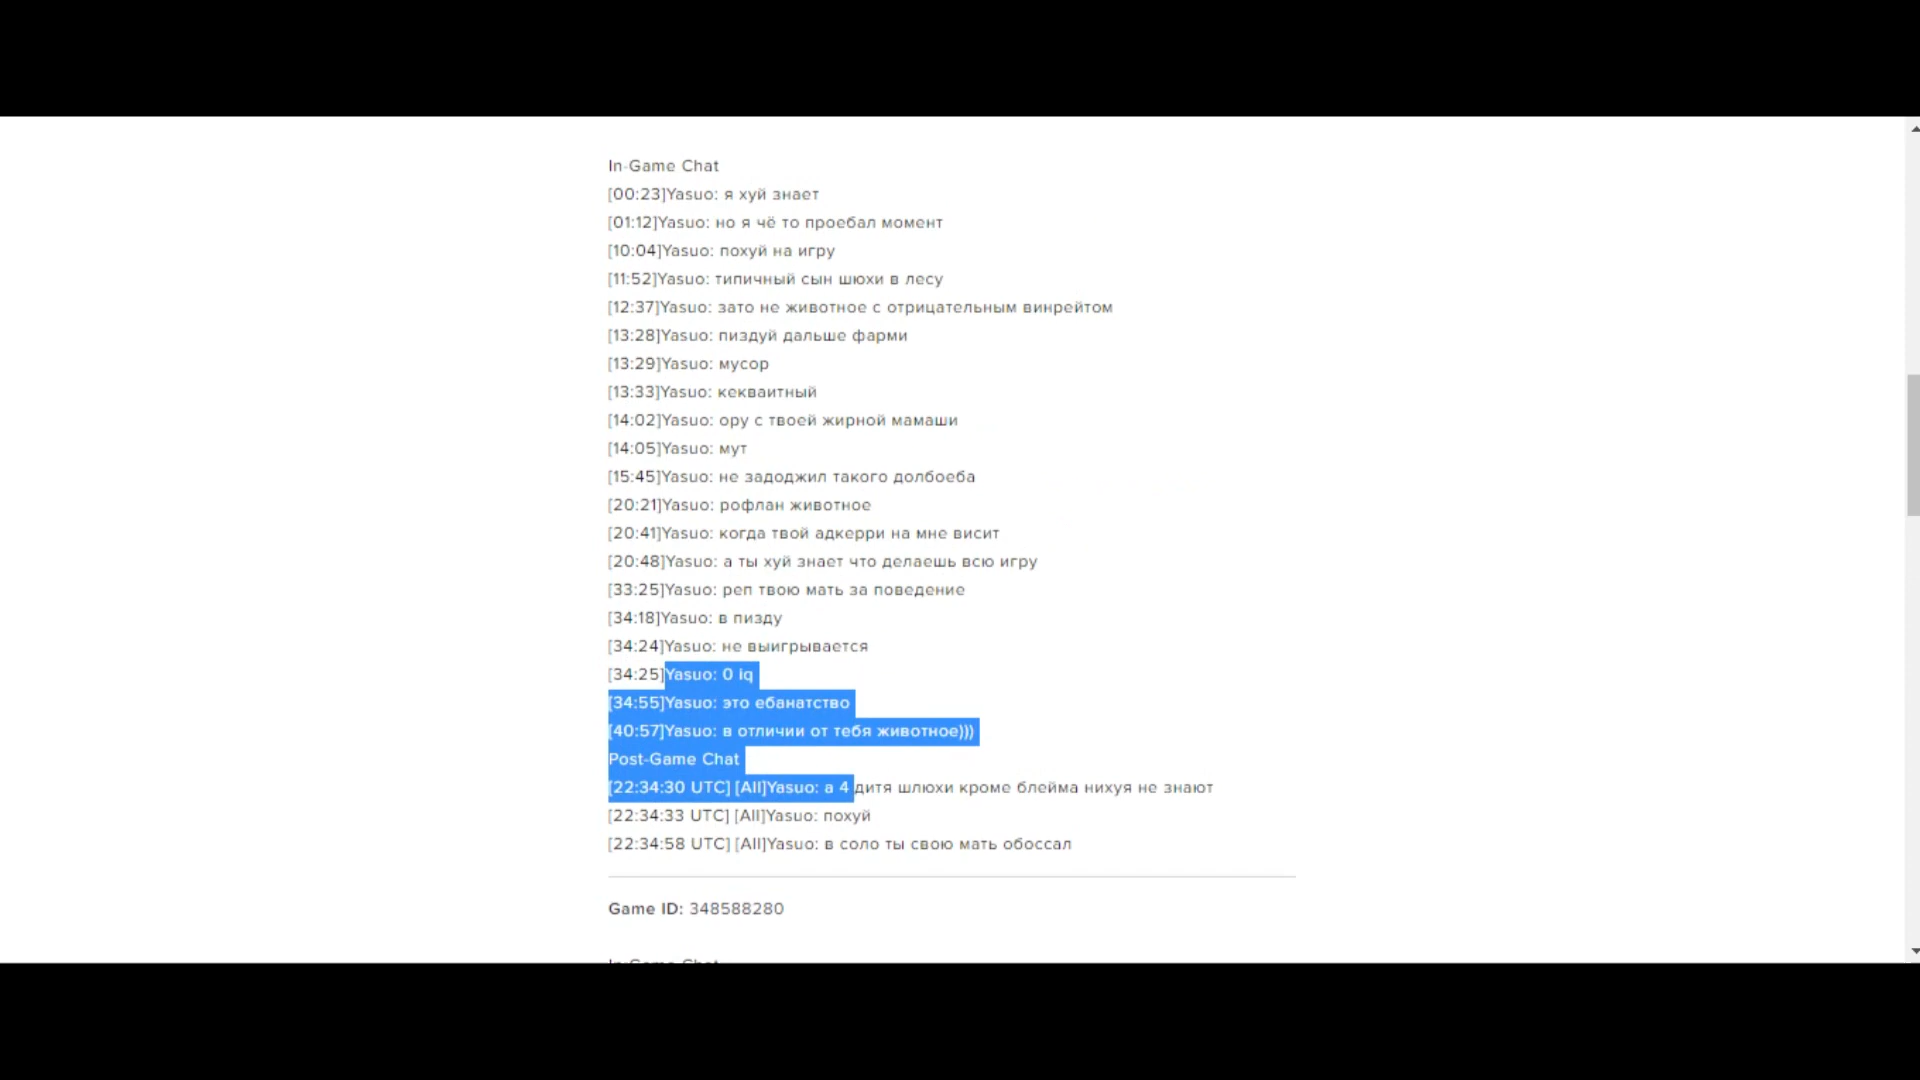 In-Game Chat
[00:23]Yasuo: я хуй знает
[01:12]Yasuo: но я чё то проебал момент
[10:04]Yasuo: похуй на игру
[11:52]Yasuo: типичный сын шюхи в лесу
[12:37]Yasuo: зато не животное с отрицательным винрейтом
[13:28]Yasuo: пиздуй дальше фарми
[13:29]Yasuo: мусор
[13:33]Yasuo: кекваитный
[14:02]Yasuo: ору с твоей жирной мамаши
[14:05]Yasuo: мут
[15:45]Yasuo: не задоджил такого долбоеба
[20:21]Yasuo: рофлан животное
[20:41]Yasuo: когда твой адкерри на мне висит
[20:48]Yasuo: а ты хуй знает что делаешь всю игру
[33:25]Yasuo: реп твою мать за поведение
[34:18]Yasuo: в пизду
[34:24]Yasuo: не выигрывается
[34:25]Yasuo: 0 iq
[34:55]Yasuo: это ебанатство
[40:57]Yasuo: в отличии от тебя животное)))
Post-Game Chat
[22:34:30 UTC] [All]Yasuo: а 4 дитя шлюхи кроме блейма нихуя не знают
[22:34:33 UTC] [All]Yasuo: похуй
[22:34:58 UTC] [All]Yasuo: в соло ты свою мать обоссал
Game ID: 348588280
In-Game Chat